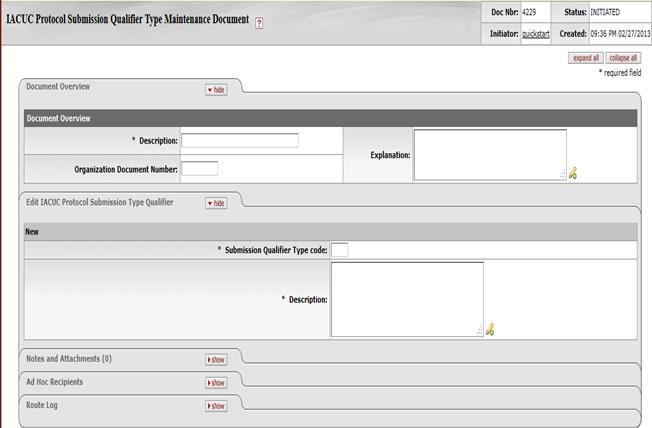 IACUC Protocol Submission Qualifier Type Maintenance Document ?
Doc Nbr: 4229 Status: INITIATED
Initiator: quickstart Created: 09:36 PM 02/27/2013
expand all collapse all
* required field
Document Overview hide
Document Overview
* Description: Explanation:
Organization Document Number:
Edit IACUC Protocol Submission Type Qualifier hide
New
* Submission Qualifier Type code:
* Description:
Notes and Attachments (0) show
Ad Hoc Recipients show
Route Log show